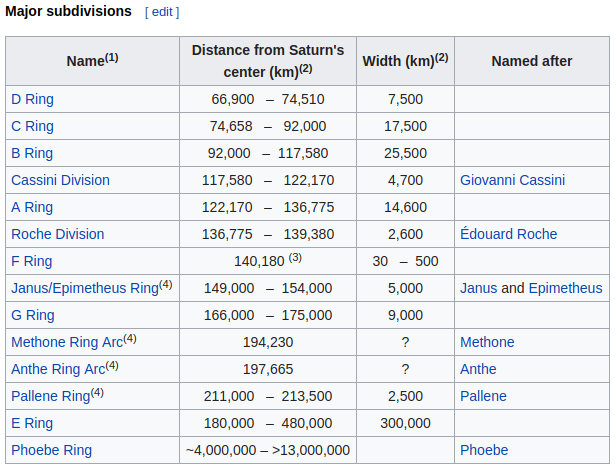 Major subdivisions [ edit ]
Name(1) Distance from Saturn's center (km)(2) Width (km)(2) Named after
D Ring 66,900 – 74,510 7,500
C Ring 74,658 – 92,000 17,500
B Ring 92,000 – 117,580 25,500
Cassini Division 117,580 – 122,170 4,700 Giovanni Cassini
A Ring 122,170 – 136,775 14,600
Roche Division 136,775 – 139,380 2,600 Édouard Roche
F Ring 140,180 (3) 30 – 500
Janus/Epimetheus Ring(4) 149,000 – 154,000 5,000 Janus and Epimetheus
G Ring 166,000 – 175,000 9,000
Methone Ring Arc(4) 194,230 ? Methone
Anthe Ring Arc(4) 197,665 ? Anthe
Pallene Ring(4) 211,000 – 213,500 2,500 Pallene
E Ring 180,000 – 480,000 300,000
Phoebe Ring ~4,000,000 – >13,000,000 Phoebe